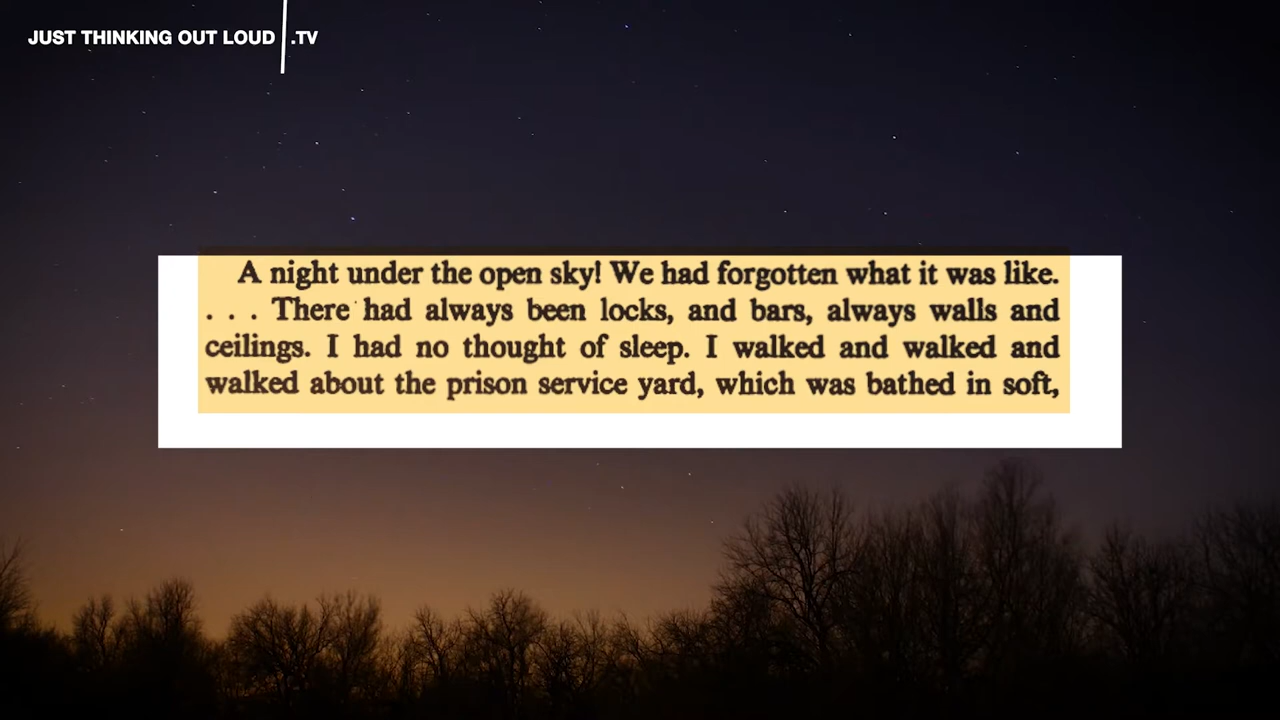 JUST THINKING OUT LOUD .TV
A night under the open sky! We had forgotten what it was like.
. . . There had always been locks, and bars, always walls and
ceilings. I had no thought of sleep. I walked and walked and
walked about the prison service yard, which was bathed in soft,